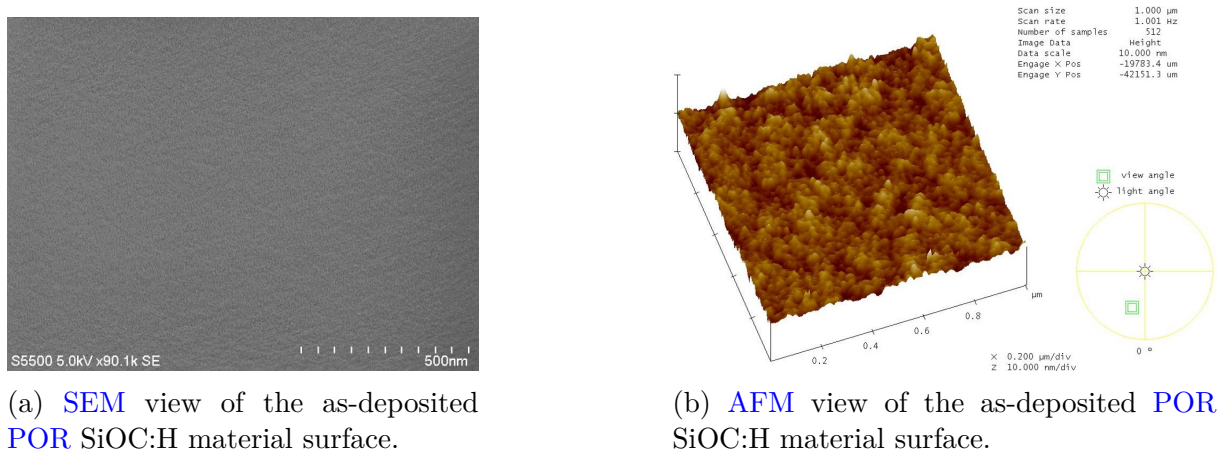 Scan size 1.000 µm
Scan rate 1.001 Hz
Number of samples 512
Image Data Height
Data scale 10.000 nm
Engage X Pos -19783.4 um
Engage Y Pos -42151.3 um
view angle
light angle
S5500 5.0kV x90.1k SE 500nm
0.2 0.4 0.6 0.8 µm
X 0.200 µm/div
Z 10.000 nm/div
0 °
(a) SEM view of the as-deposited
POR SiOC:H material surface.
(b) AFM view of the as-deposited POR
SiOC:H material surface.